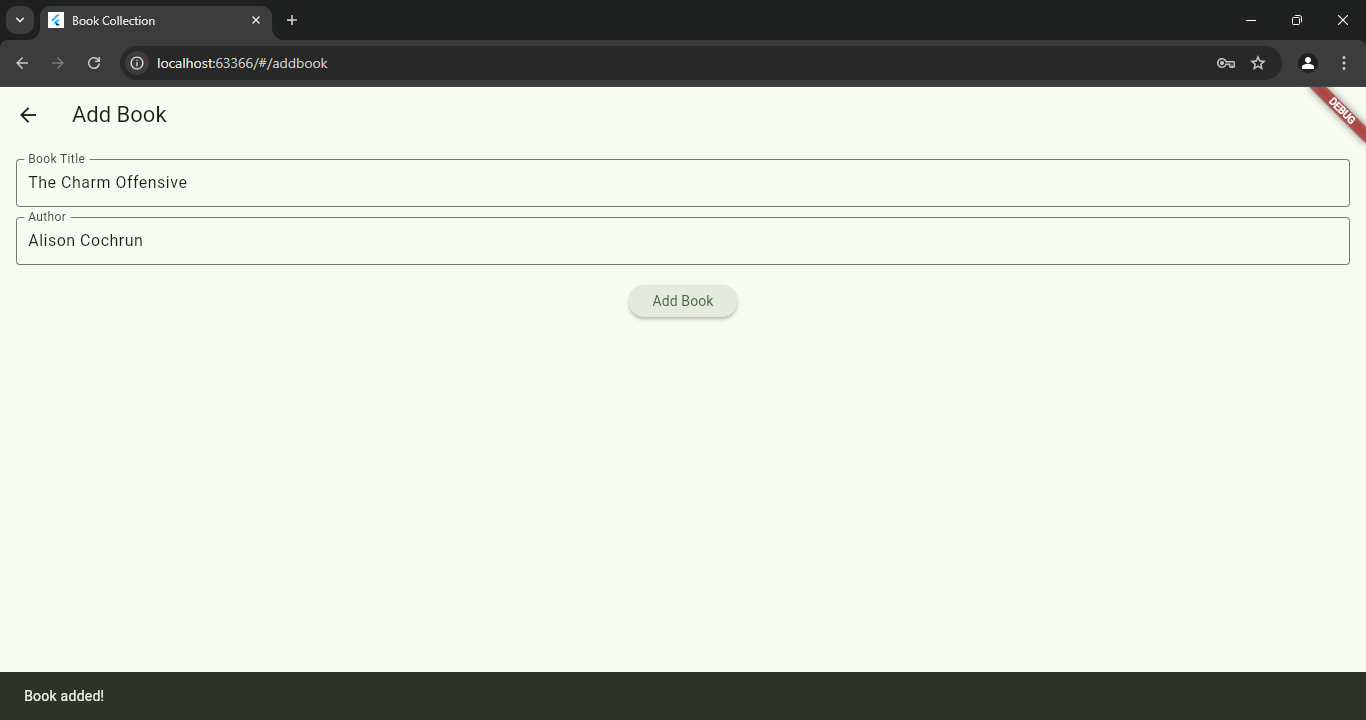 Book Collection
localhost:63366/#/addbook
Add Book
DEBUG
Book Title
The Charm Offensive
Author
Alison Cochrun
Add Book
Book added!